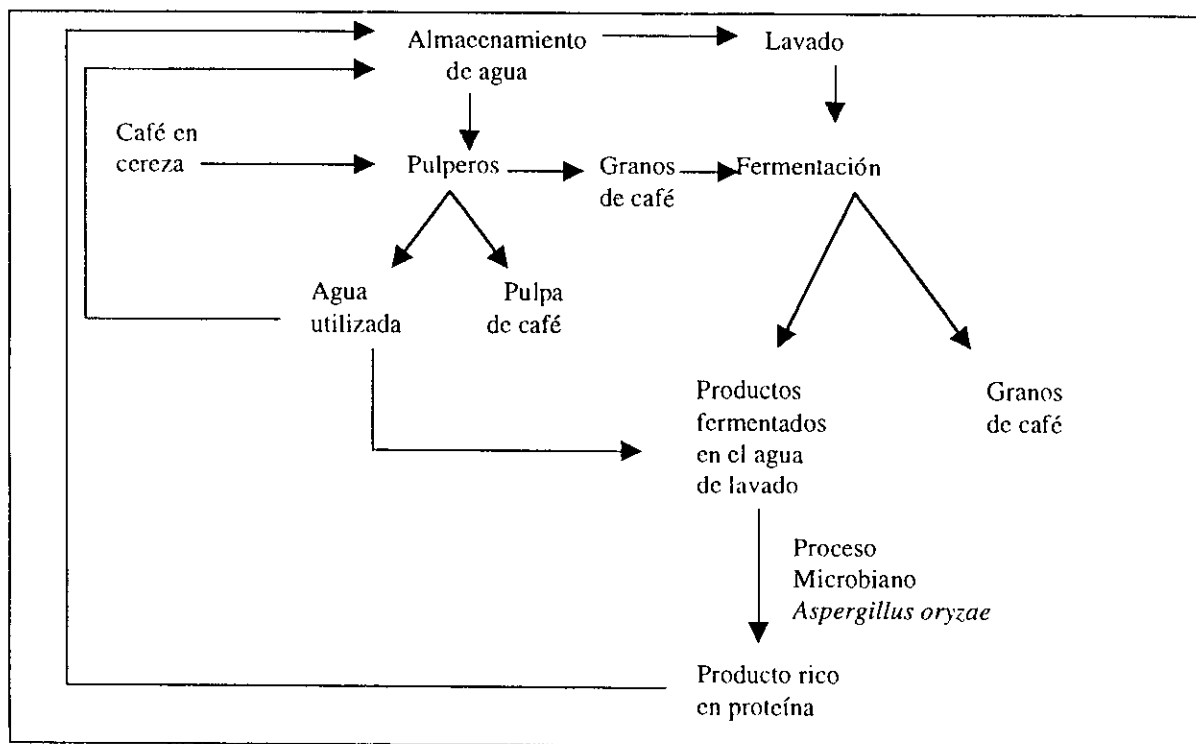 Almacenamiento
de agua
Lavado
Café en
cereza
Pulperos
Granos
de café
Fermentación
Agua
utilizada
Pulpa
de café
Productos
fermentados
en el agua
de lavado
Granos
de café
Proceso
Microbiano
Aspergillus oryzae
Producto rico
en proteína